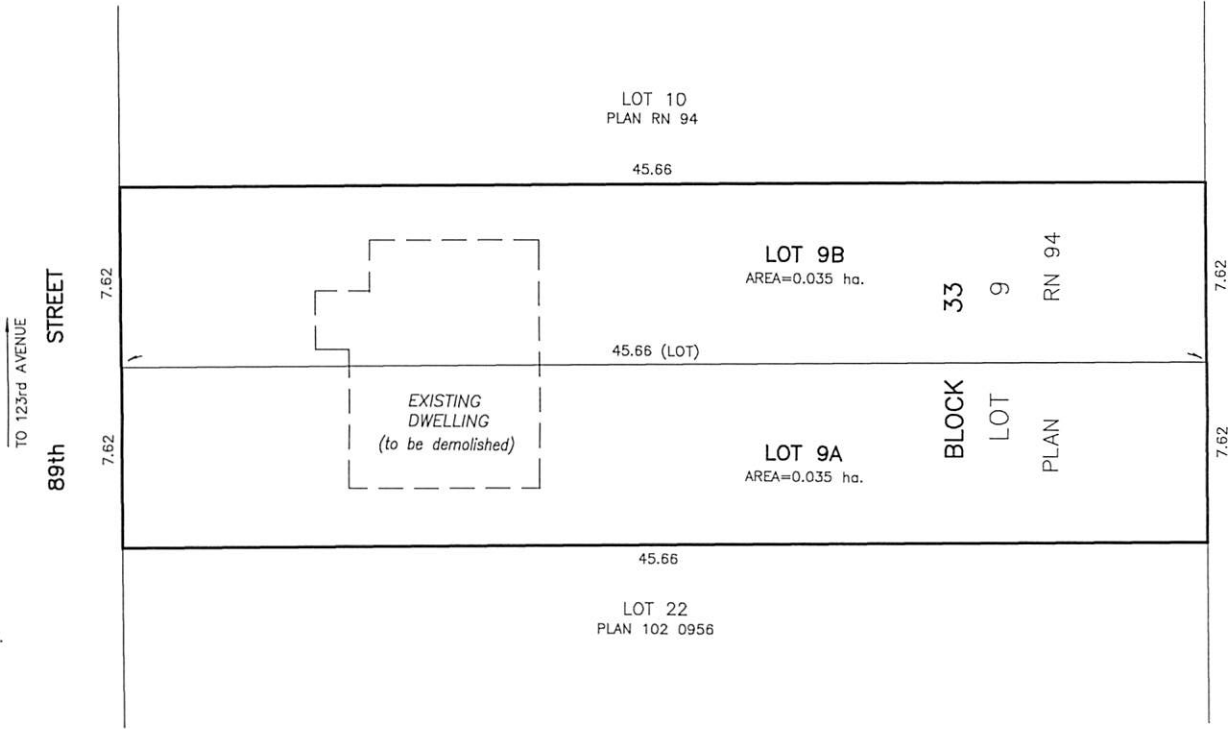 LOT 10
PLAN RN 94
45.66
TO 123rd AVENUE
89th STREET
7.62
7.62
LOT 9B
AREA=0.035 ha.
45.66 (LOT)
EXISTING
DWELLING
(to be demolished)
LOT 9A
AREA=0.035 ha.
BLOCK 33
LOT 9
PLAN RN 94
7.62
7.62
45.66
LOT 22
PLAN 102 0956